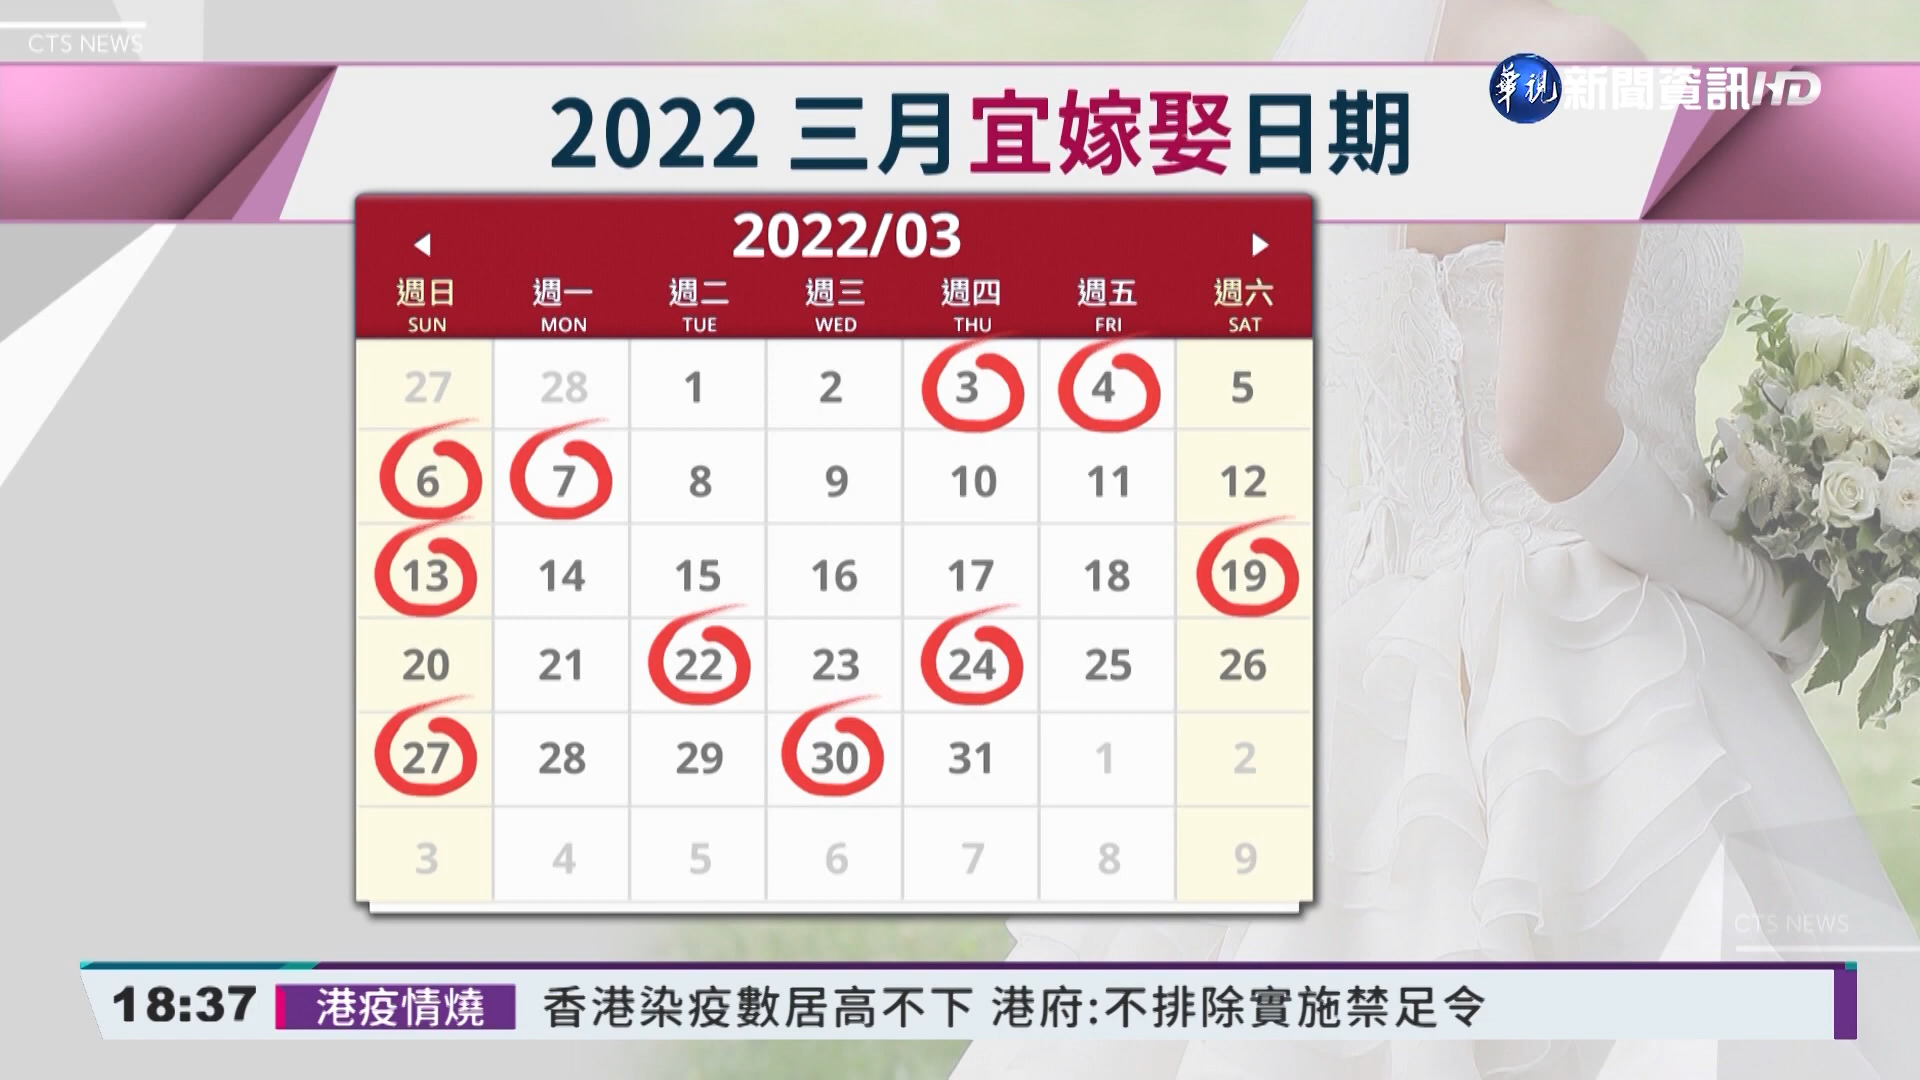 CTS NEWS
華視新聞資訊HD
2022 三月宜嫁娶日期
2022/03
週日 週一 週二 週三 週四 週五 週六
SUN MON TUE WED THU FRI SAT
27 28 1 2 3 4 5
6 7 8 9 10 11 12
13 14 15 16 17 18 19
20 21 22 23 24 25 26
27 28 29 30 31 1 2
3 4 5 6 7 8 9
CTS NEWS
18:37 港疫情燒 香港染疫數居高不下 港府:不排除實施禁足令